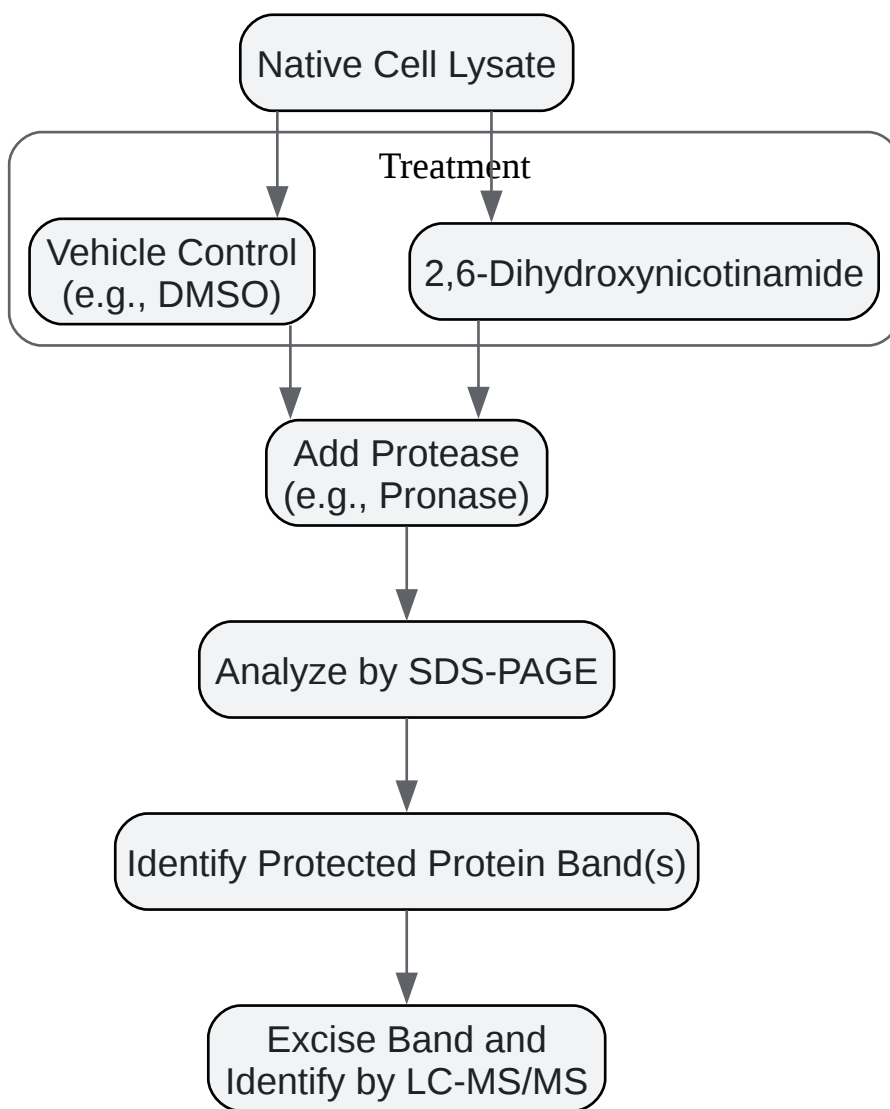 Native Cell Lysate
Treatment
Vehicle Control
(e.g., DMSO)
2,6-Dihydroxynicotinamide
Add Protease
(e.g., Pronase)
Analyze by SDS-PAGE
Identify Protected Protein Band(s)
Excise Band and
Identify by LC-MS/MS